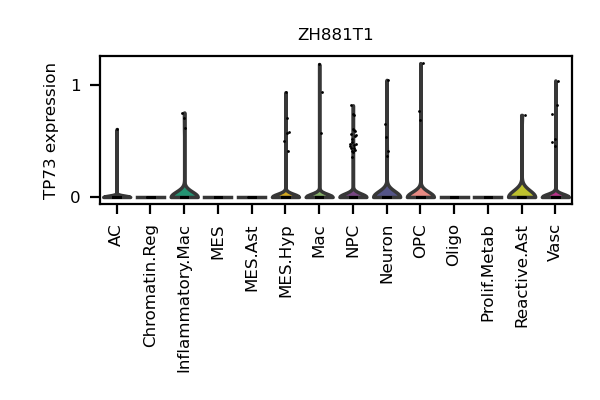 ZH881T1
TP73 expression
1
0
AC
Chromatin.Reg
Inflammatory.Mac
MES
MES.Ast
MES.Hyp
Mac
NPC
Neuron
OPC
Oligo
Prolif.Metab
Reactive.Ast
Vasc